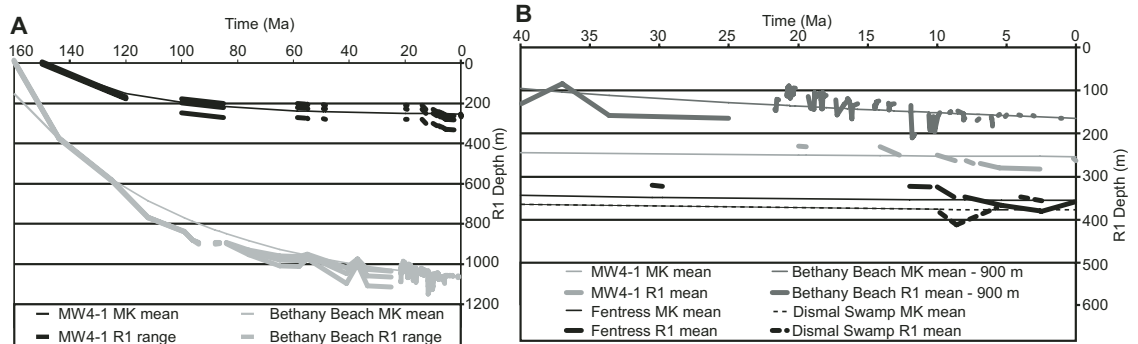 A
Time (Ma)
160 140 120 100 80 60 40 20 0
0
200
400
600
800
1000
1200
R1 Depth (m)
MW4-1 MK mean
Bethany Beach MK mean
MW4-1 R1 range
Bethany Beach R1 range
B
Time (Ma)
40 35 30 25 20 15 10 5 0
0
100
200
300
400
500
600
R1 Depth (m)
MW4-1 MK mean
Bethany Beach MK mean - 900 m
MW4-1 R1 mean
Bethany Beach R1 mean - 900 m
Fentress MK mean
Dismal Swamp MK mean
Fentress R1 mean
Dismal Swamp R1 mean